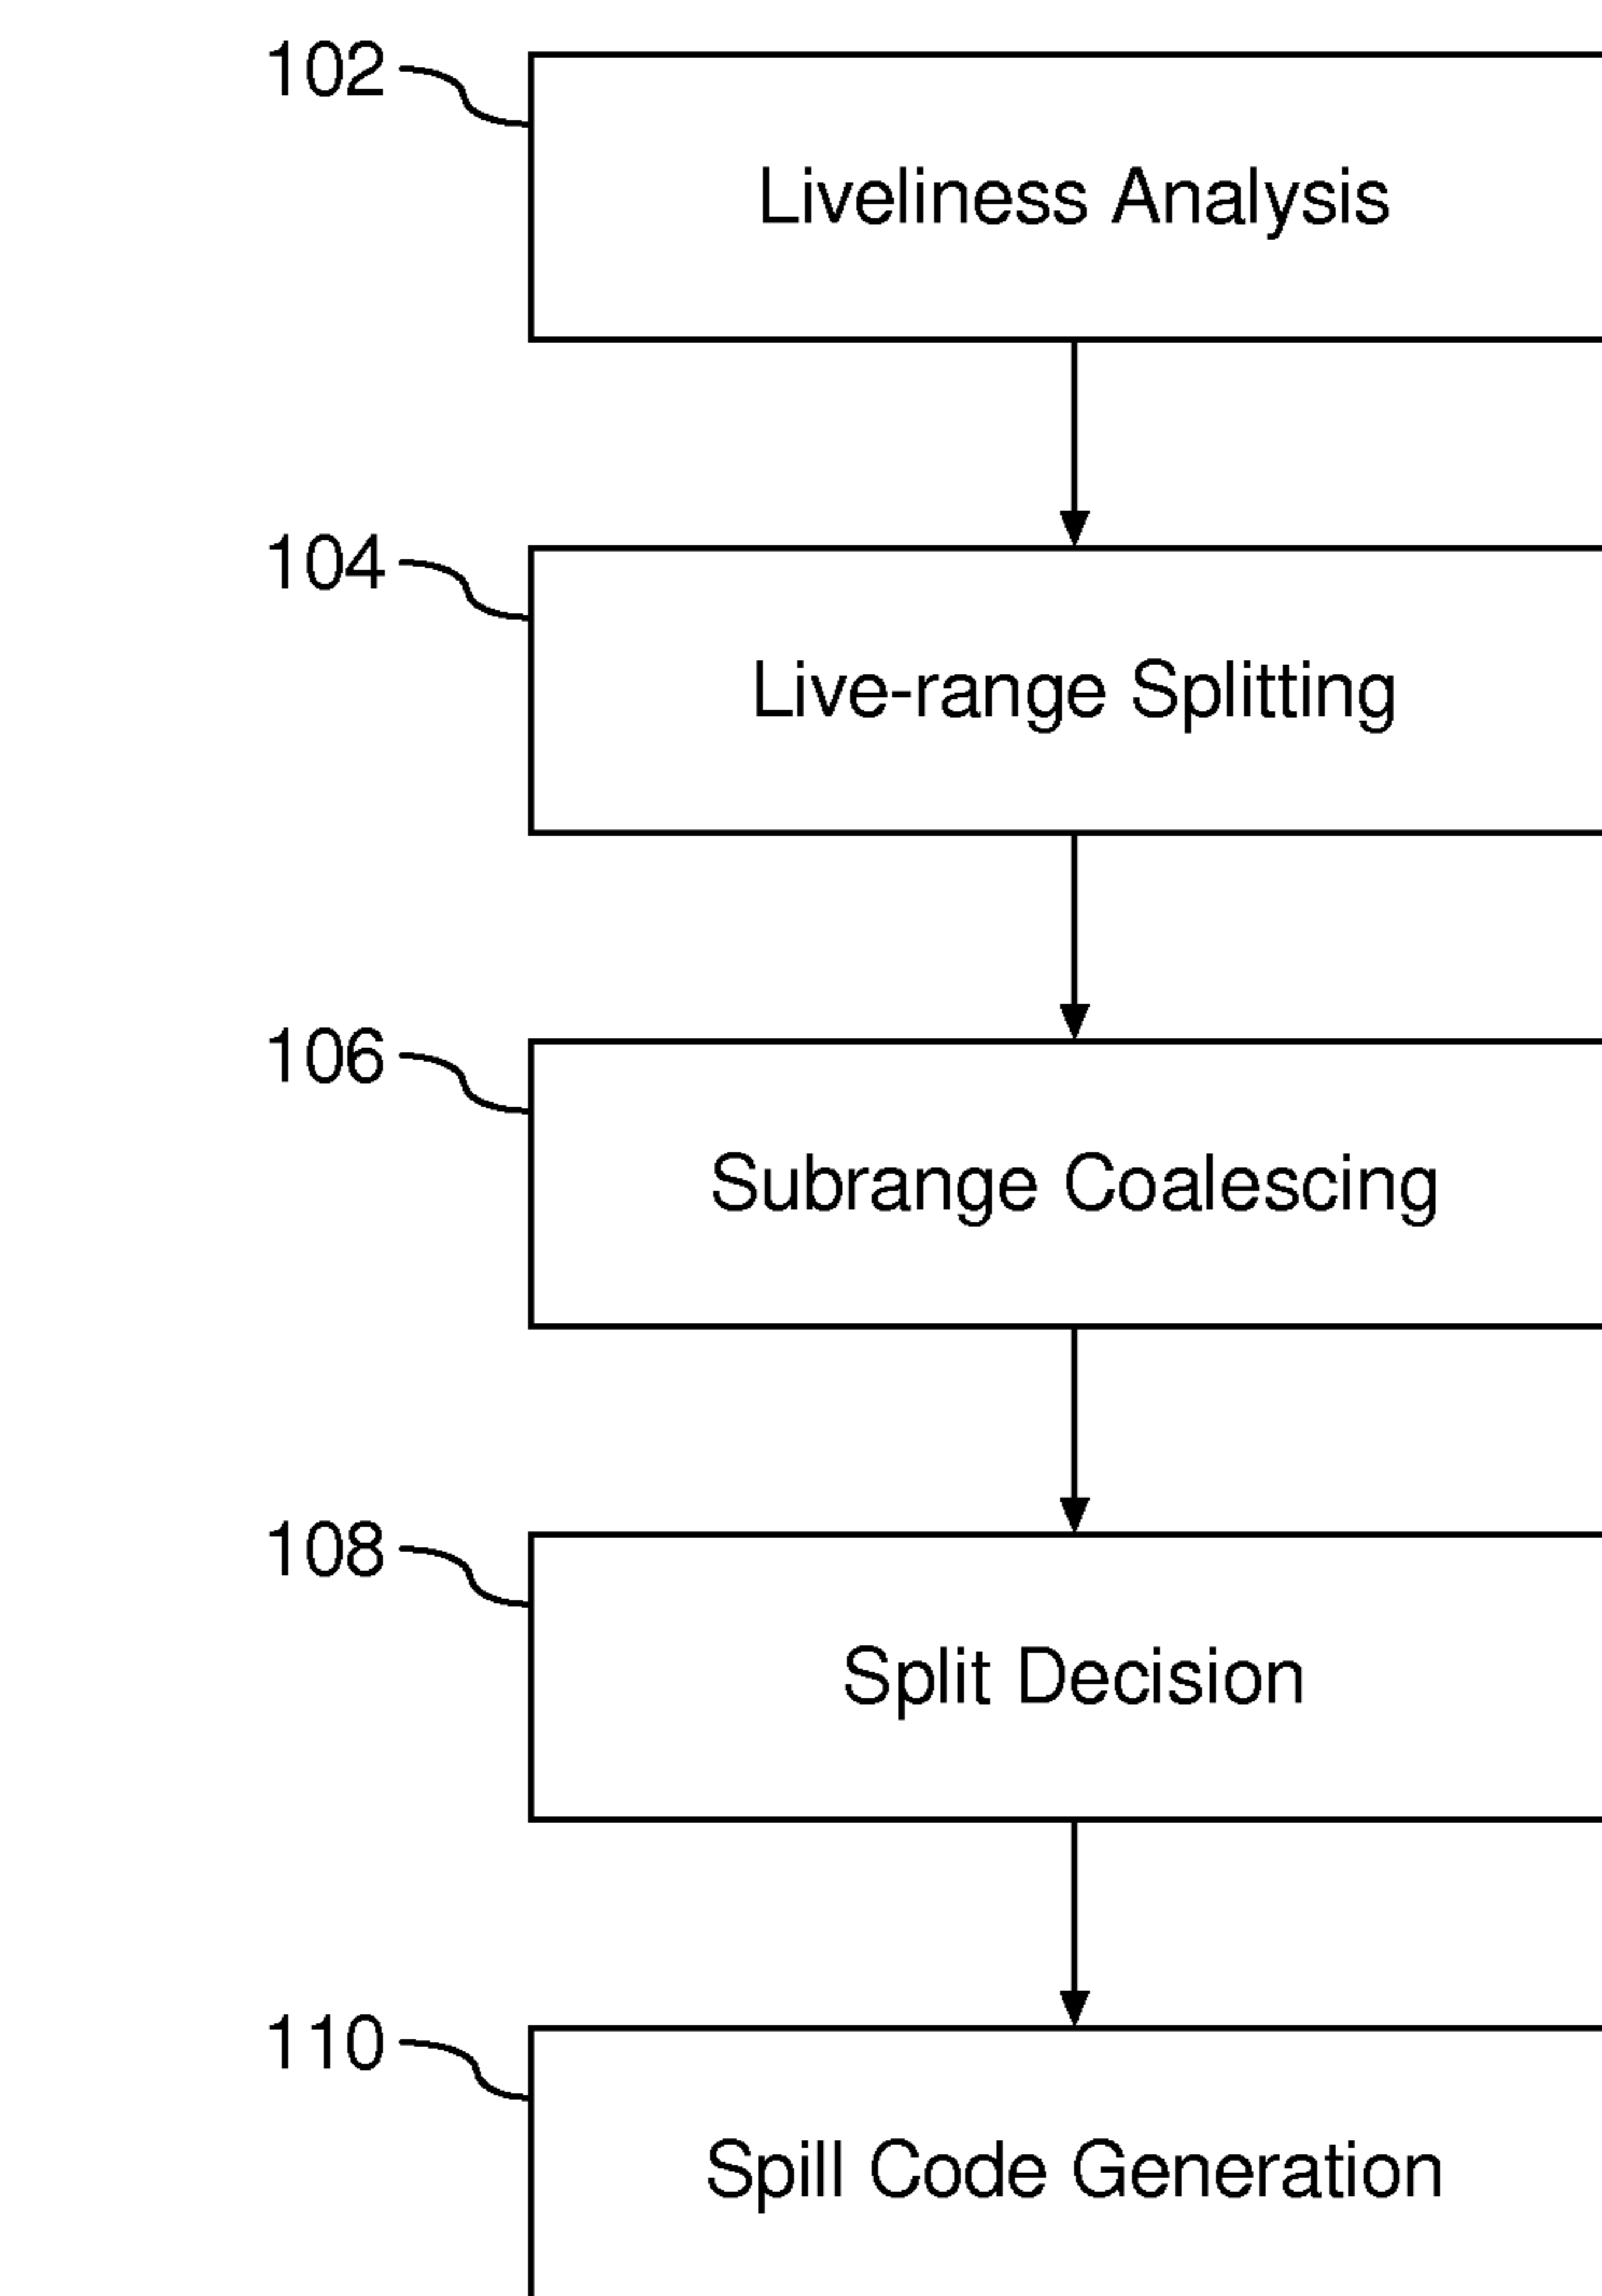 102
Liveliness Analysis
104
Live-range Splitting
106
Subrange Coalescing
108
Split Decision
110
Spill Code Generation